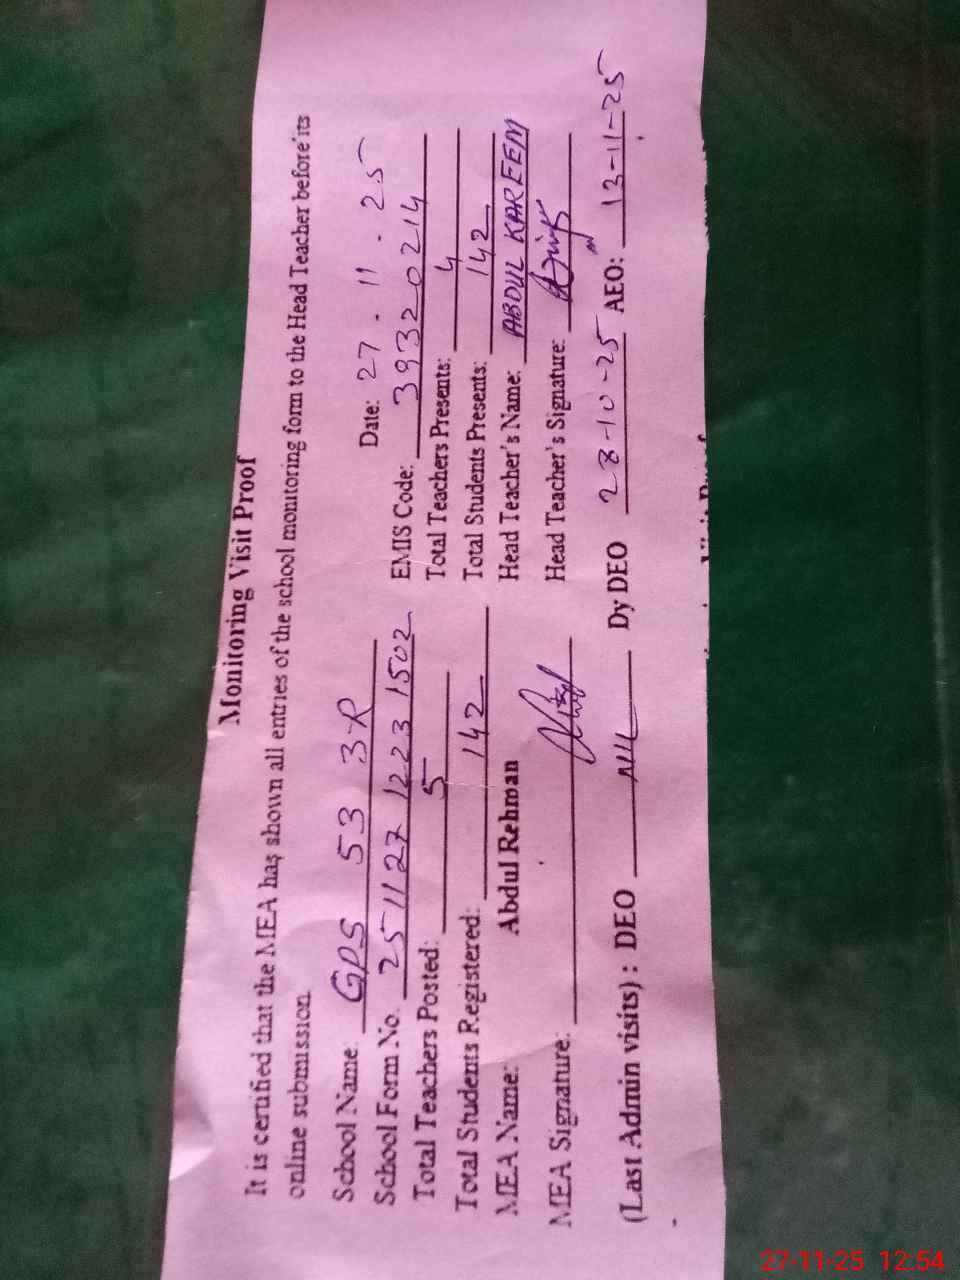 Monitoring Visit Proof
It is certified that the MEA has shown all entries of the school monitoring form to the Head Teacher before its
online submission.
Date: 27 - 11 - 25
School Name: GPS 53 3-R
EMIS Code: 39320214
School Form No. 251127 1223 1502
Total Teachers Presents: 4
Total Teachers Posted: 5
Total Students Presents: 142
Total Students Registered: 142
Head Teacher's Name: ABDUL KAREEM
MEA Name: Abdul Rehman
Head Teacher's Signature:
MEA Signature:
(Last Admin visits) : DEO Nil Dy DEO 28-10-25 AEO: 13-11-25
27-11-25 12:54